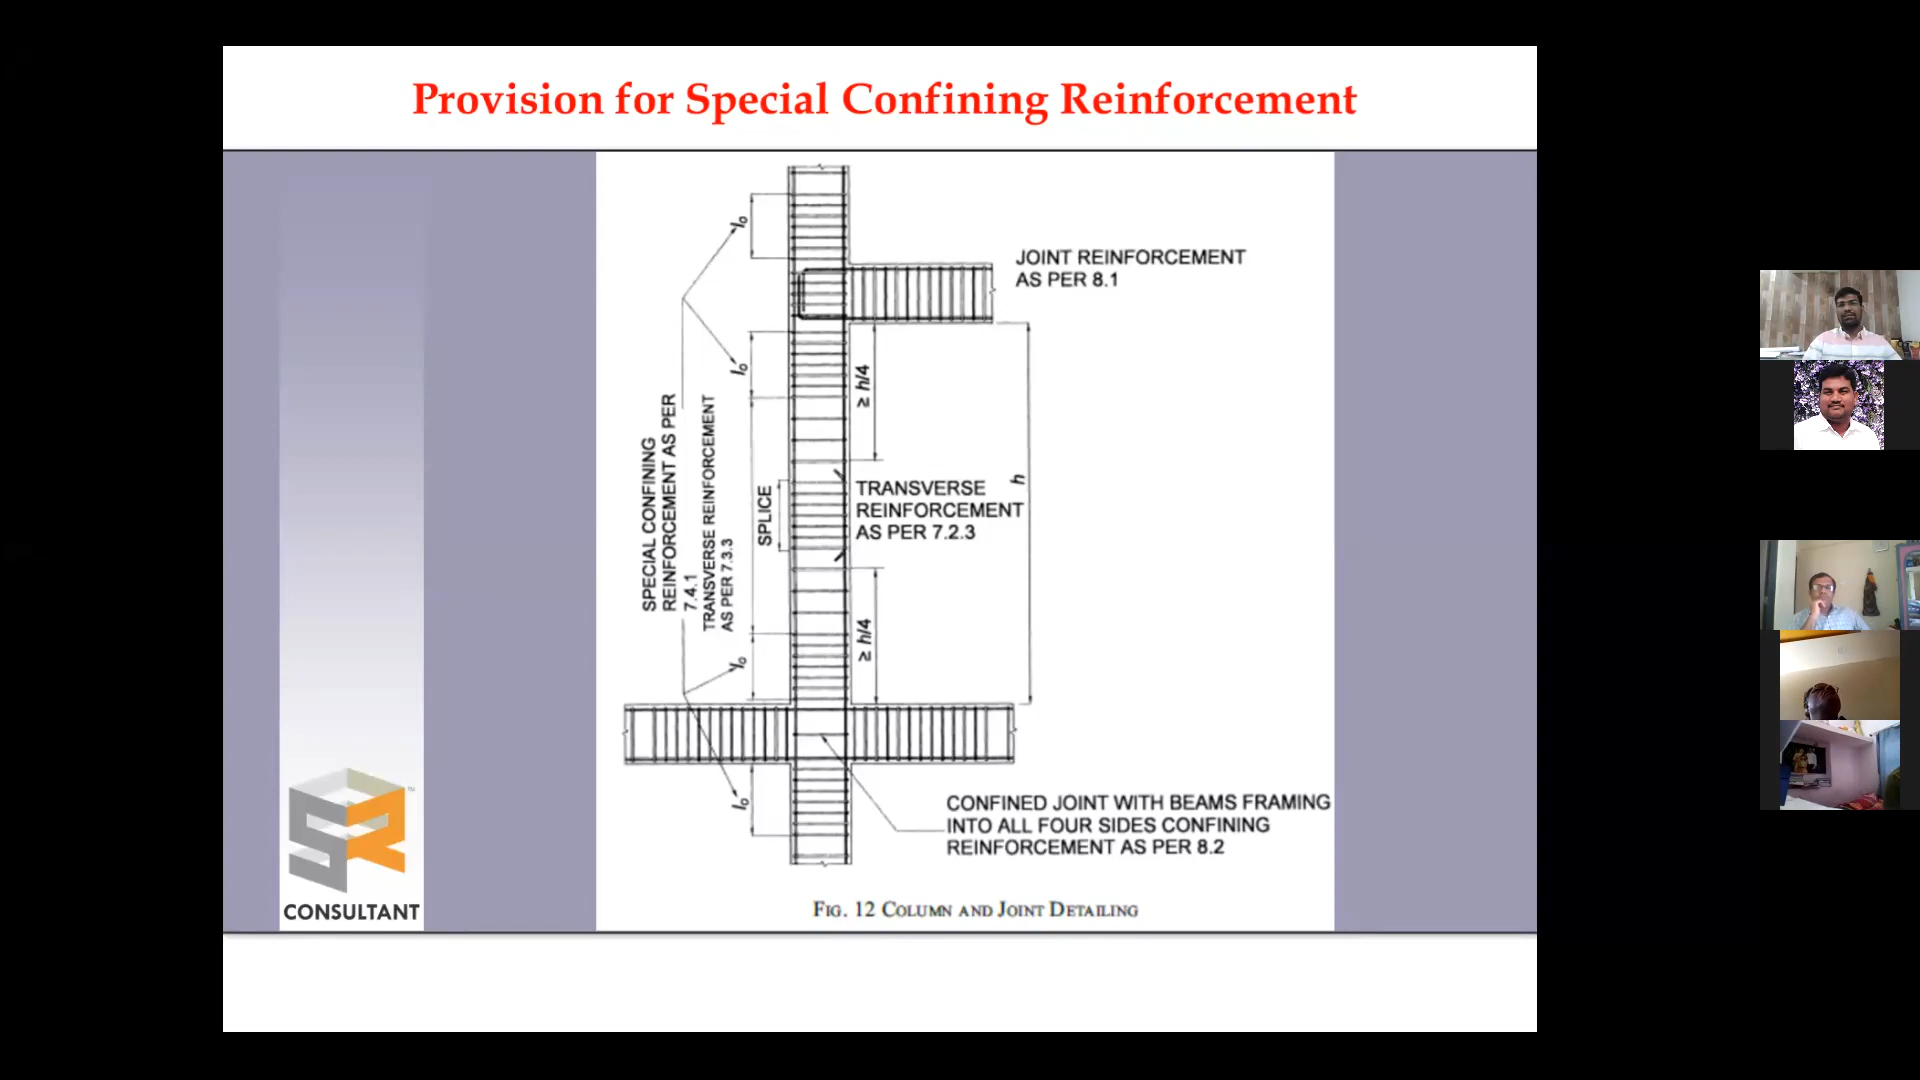 Provision for Special Confining Reinforcement
lo
JOINT REINFORCEMENT
AS PER 8.1
lo
≥ h/4
SPECIAL CONFINING
REINFORCEMENT AS PER
7.4.1
TRANSVERSE REINFORCEMENT
AS PER 7.3.3
SPLICE
TRANSVERSE
REINFORCEMENT
AS PER 7.2.3
h
≥ h/4
lo
lo
CONFINED JOINT WITH BEAMS FRAMING
INTO ALL FOUR SIDES CONFINING
REINFORCEMENT AS PER 8.2
SR
TM
CONSULTANT
FIG. 12 COLUMN AND JOINT DETAILING